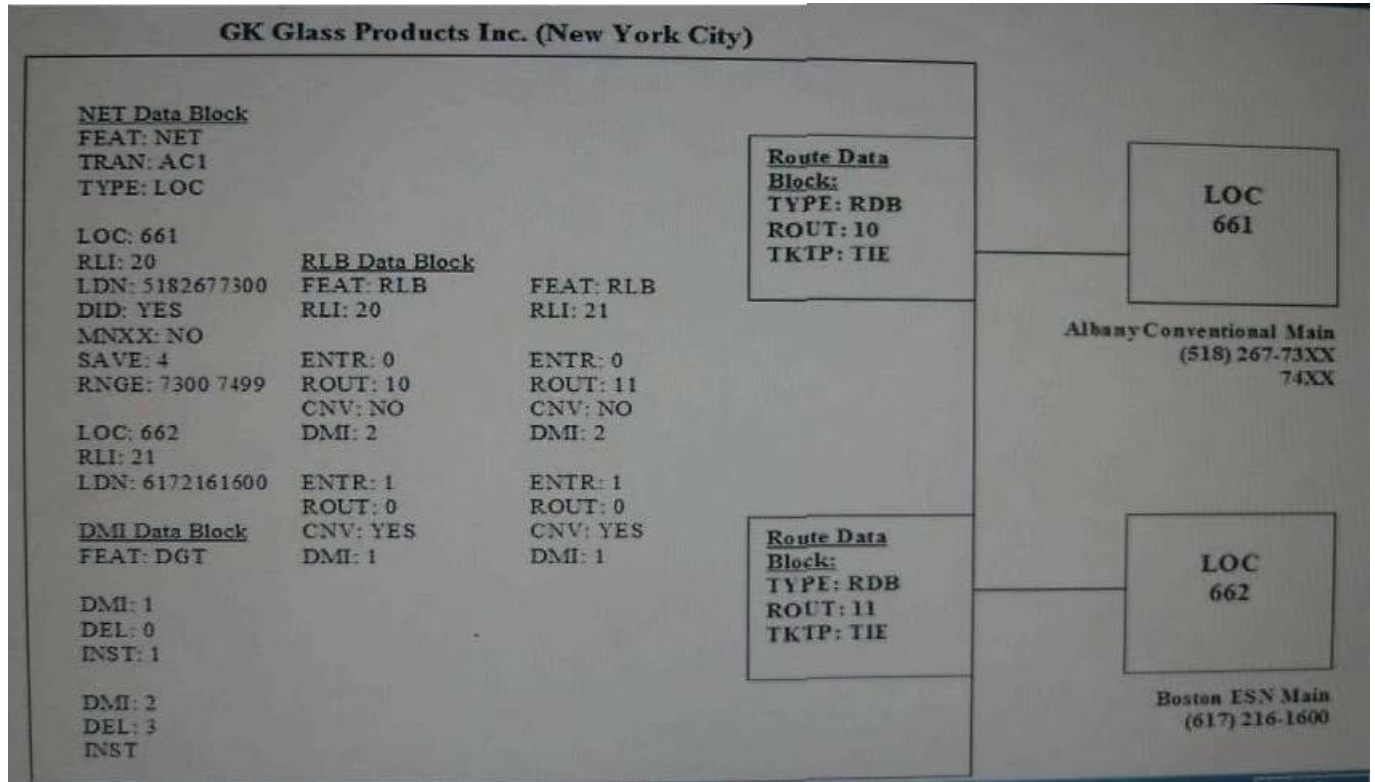 GK Glass Products Inc. (New York City)
NET Data Block
FEAT: NET
TRAN: AC1
TYPE: LOC
LOC: 661
RLI: 20
LDN: 5182677300
DID: YES
MNXX: NO
SAVE: 4
RNGE: 7300 7499
LOC: 662
RLI: 21
LDN: 6172161600
DMI Data Block
FEAT: DGT
DMI: 1
DEL: 0
INST: 1
DMI: 2
DEL: 3
INST
RLB Data Block
FEAT: RLB
RLI: 20
ENTR: 0
ROUT: 10
CNV: NO
DMI: 2
ENTR: 1
ROUT: 0
CNV: YES
DMI: 1
FEAT: RLB
RLI: 21
ENTR: 0
ROUT: 11
CNV: NO
DMI: 2
ENTR: 1
ROUT: 0
CNV: YES
DMI: 1
Route Data
Block:
TYPE: RDB
ROUT: 10
TKTP: TIE
LOC
661
Albany Conventional Main
(518) 267-73XX
74XX
Route Data
Block:
TYPE: RDB
ROUT: 11
TKTP: TIE
LOC
662
Boston ESN Main
(617) 216-1600